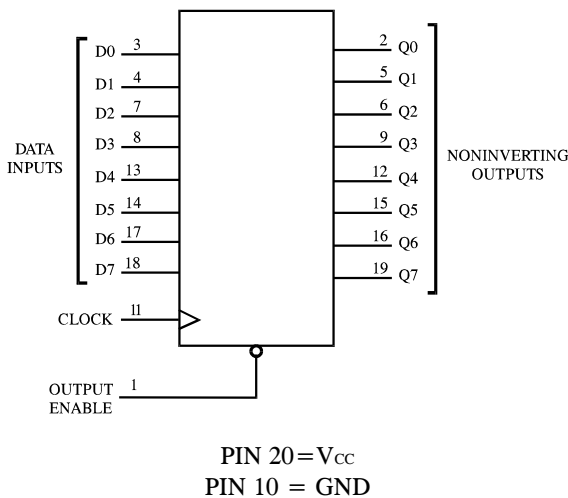 D0 3
D1 4
D2 7
D3 8
D4 13
D5 14
D6 17
D7 18
DATA
INPUTS
CLOCK 11
OUTPUT
ENABLE
1
2 Q0
5 Q1
6 Q2
9 Q3
12 Q4
15 Q5
16 Q6
19 Q7
NONINVERTING
OUTPUTS
PIN 20=VCC
PIN 10 = GND